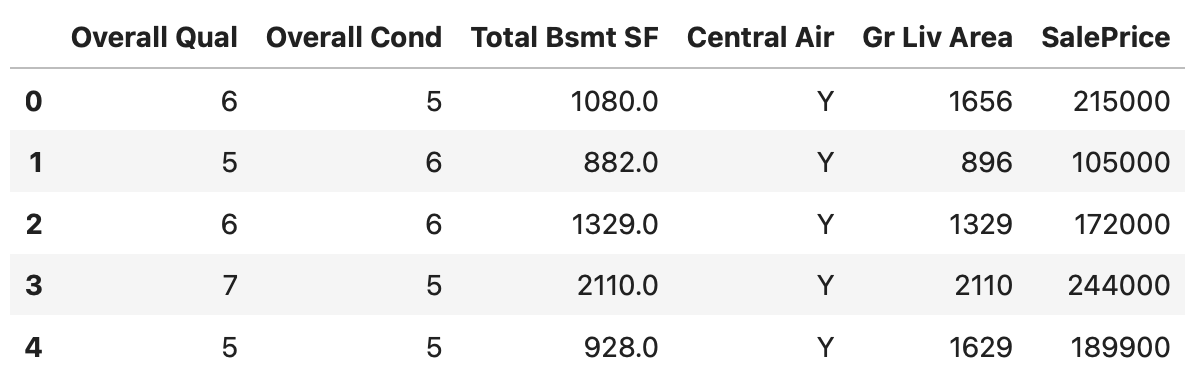 Overall Qual Overall Cond Total Bsmt SF Central Air Gr Liv Area SalePrice
0 6 5 1080.0 Y 1656 215000
1 5 6 882.0 Y 896 105000
2 6 6 1329.0 Y 1329 172000
3 7 5 2110.0 Y 2110 244000
4 5 5 928.0 Y 1629 189900